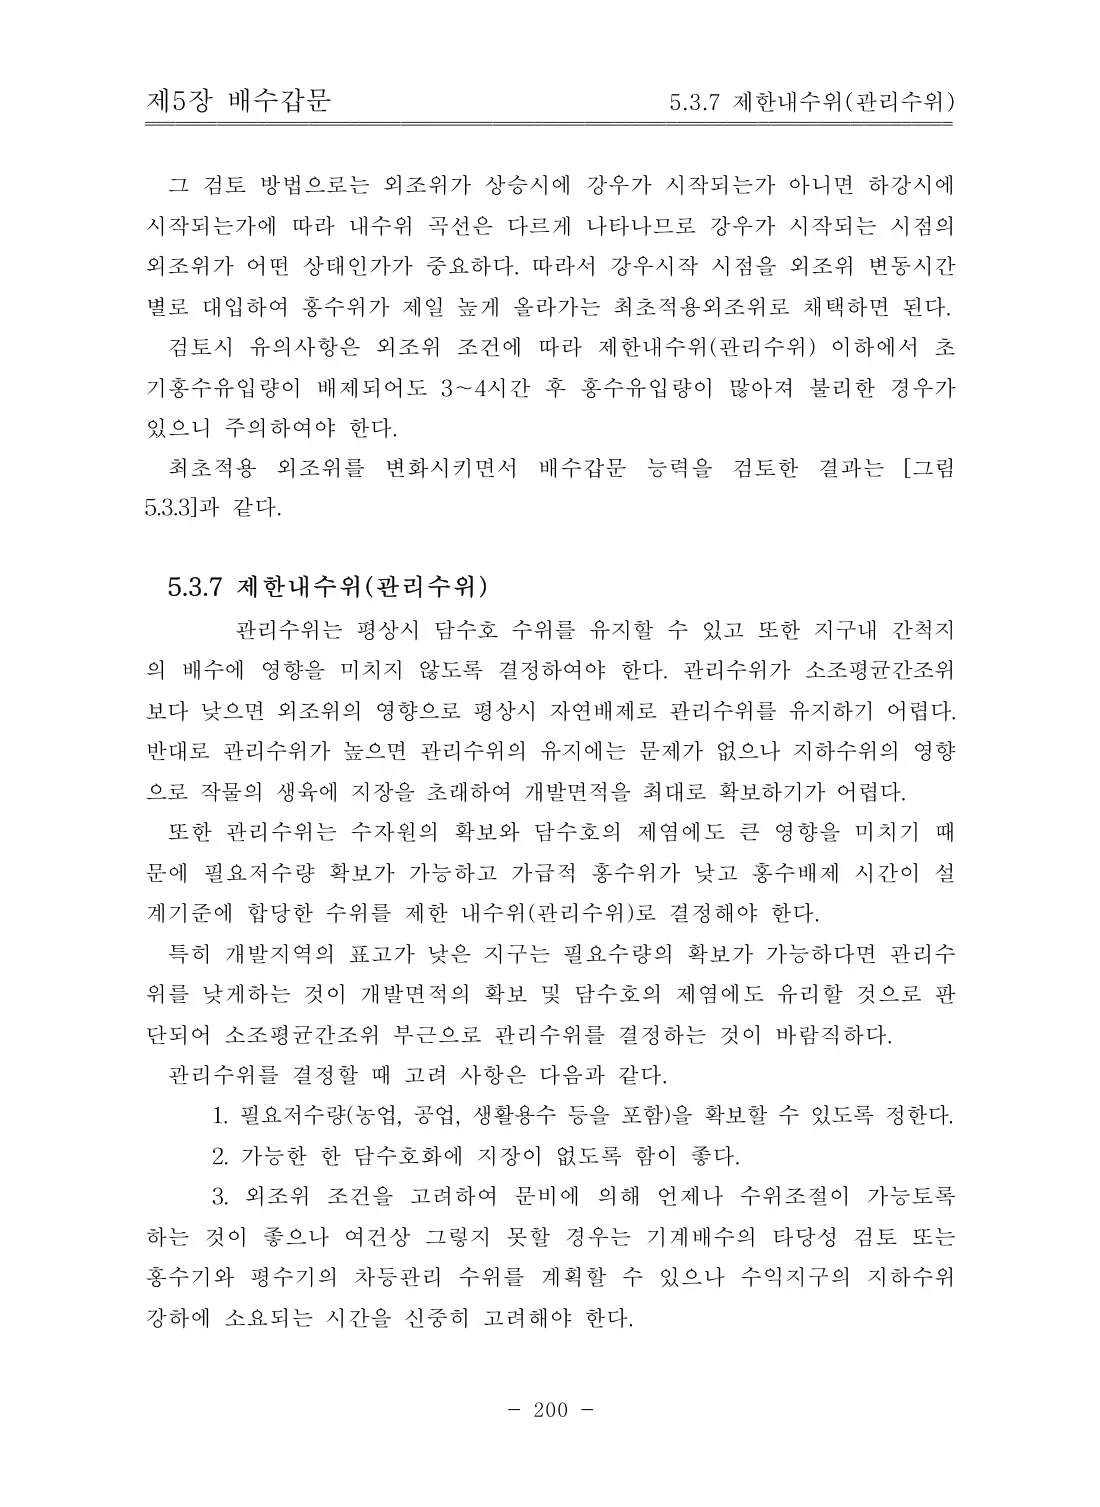 제5장 배수갑문
5.3.7 제한내수위(관리수위)
그 검토 방법으로는 외조위가 상승시에 강우가 시작되는가 아니면 하강시에
시작되는가에 따라 내수위 곡선은 다르게 나타나므로 강우가 시작되는 시점의
외조위가 어떤 상태인가가 중요하다. 따라서 강우시작 시점을 외조위 변동시간
별로 대입하여 홍수위가 제일 높게 올라가는 최초적용외조위로 채택하면 된다.
검토시 유의사항은 외조위 조건에 따라 제한내수위(관리수위) 이하에서 초
기홍수유입량이 배제되어도 3～4시간 후 홍수유입량이 많아져 불리한 경우가
있으니 주의하여야 한다.
최초적용 외조위를 변화시키면서 배수갑문 능력을 검토한 결과는 [그림
5.3.3]과 같다.
5.3.7 제한내수위(관리수위)
관리수위는 평상시 담수호 수위를 유지할 수 있고 또한 지구내 간척지
의 배수에 영향을 미치지 않도록 결정하여야 한다. 관리수위가 소조평균간조위
보다 낮으면 외조위의 영향으로 평상시 자연배제로 관리수위를 유지하기 어렵다.
반대로 관리수위가 높으면 관리수위의 유지에는 문제가 없으나 지하수위의 영향
으로 작물의 생육에 지장을 초래하여 개발면적을 최대로 확보하기가 어렵다.
또한 관리수위는 수자원의 확보와 담수호의 제염에도 큰 영향을 미치기 때
문에 필요저수량 확보가 가능하고 가급적 홍수위가 낮고 홍수배제 시간이 설
계기준에 합당한 수위를 제한 내수위(관리수위)로 결정해야 한다.
특히 개발지역의 표고가 낮은 지구는 필요수량의 확보가 가능하다면 관리수
위를 낮게하는 것이 개발면적의 확보 및 담수호의 제염에도 유리할 것으로 판
단되어 소조평균간조위 부근으로 관리수위를 결정하는 것이 바람직하다.
관리수위를 결정할 때 고려 사항은 다음과 같다.
1. 필요저수량(농업, 공업, 생활용수 등을 포함)을 확보할 수 있도록 정한다.
2. 가능한 한 담수호화에 지장이 없도록 함이 좋다.
3. 외조위 조건을 고려하여 문비에 의해 언제나 수위조절이 가능토록
하는 것이 좋으나 여건상 그렇지 못할 경우는 기계배수의 타당성 검토 또는
홍수기와 평수기의 차등관리 수위를 계획할 수 있으나 수익지구의 지하수위
강하에 소요되는 시간을 신중히 고려해야 한다.
- 200 -